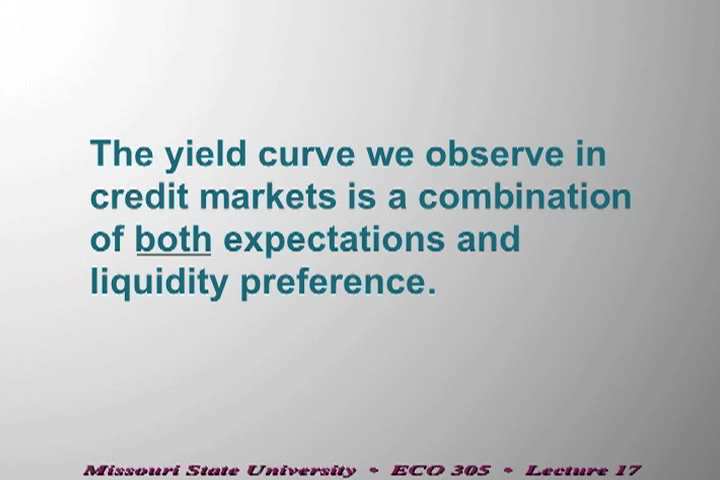 The yield curve we observe in
credit markets is a combination
of both expectations and
liquidity preference.
Missouri State University • ECO 305 • Lecture 17